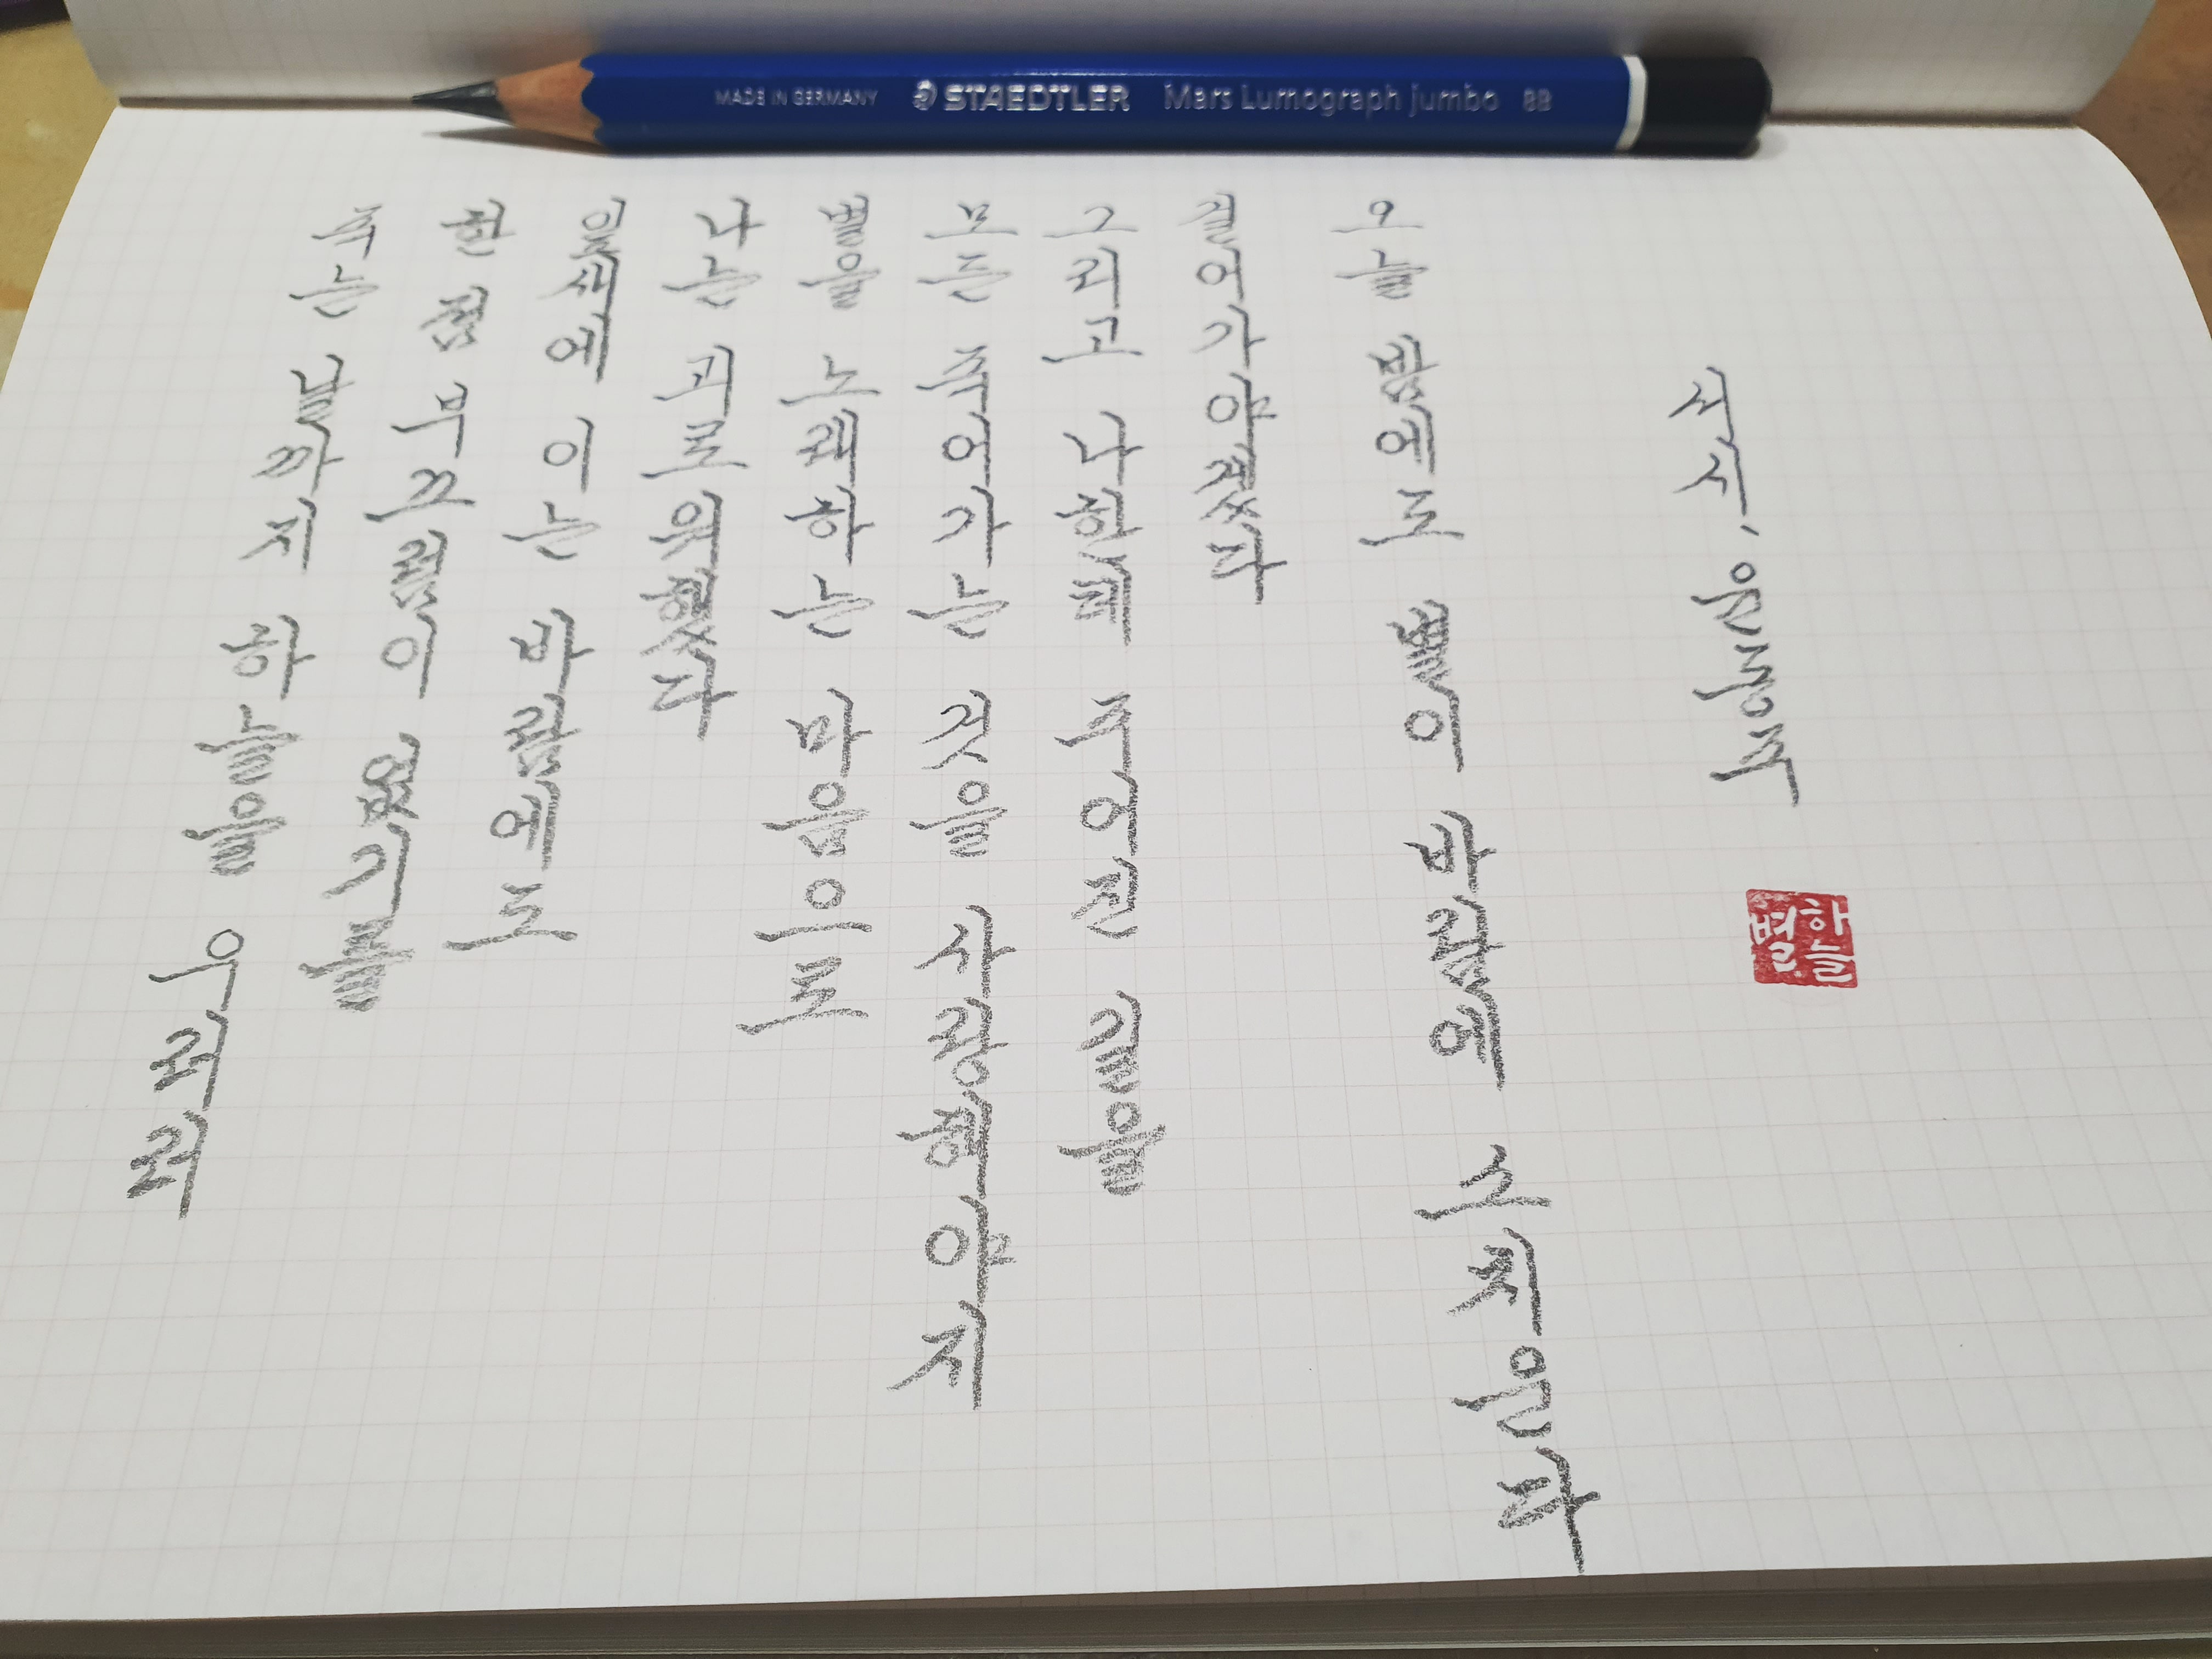 죽는 날까지 하늘을 우러러
한 점 부끄럼이 없기를
잎새에 이는 바람에도
나는 괴로워했다
별을 노래하는 마음으로
모든 죽어가는 것을 사랑해야지
그리고 나한테 주어진 길을
걸어가야겠다
오늘 밤에도 별이 바람에 스치운다
서시, 윤동주
하늘
별
MADE IN GERMANY STAEDTLER Mars Lumograph jumbo 8B